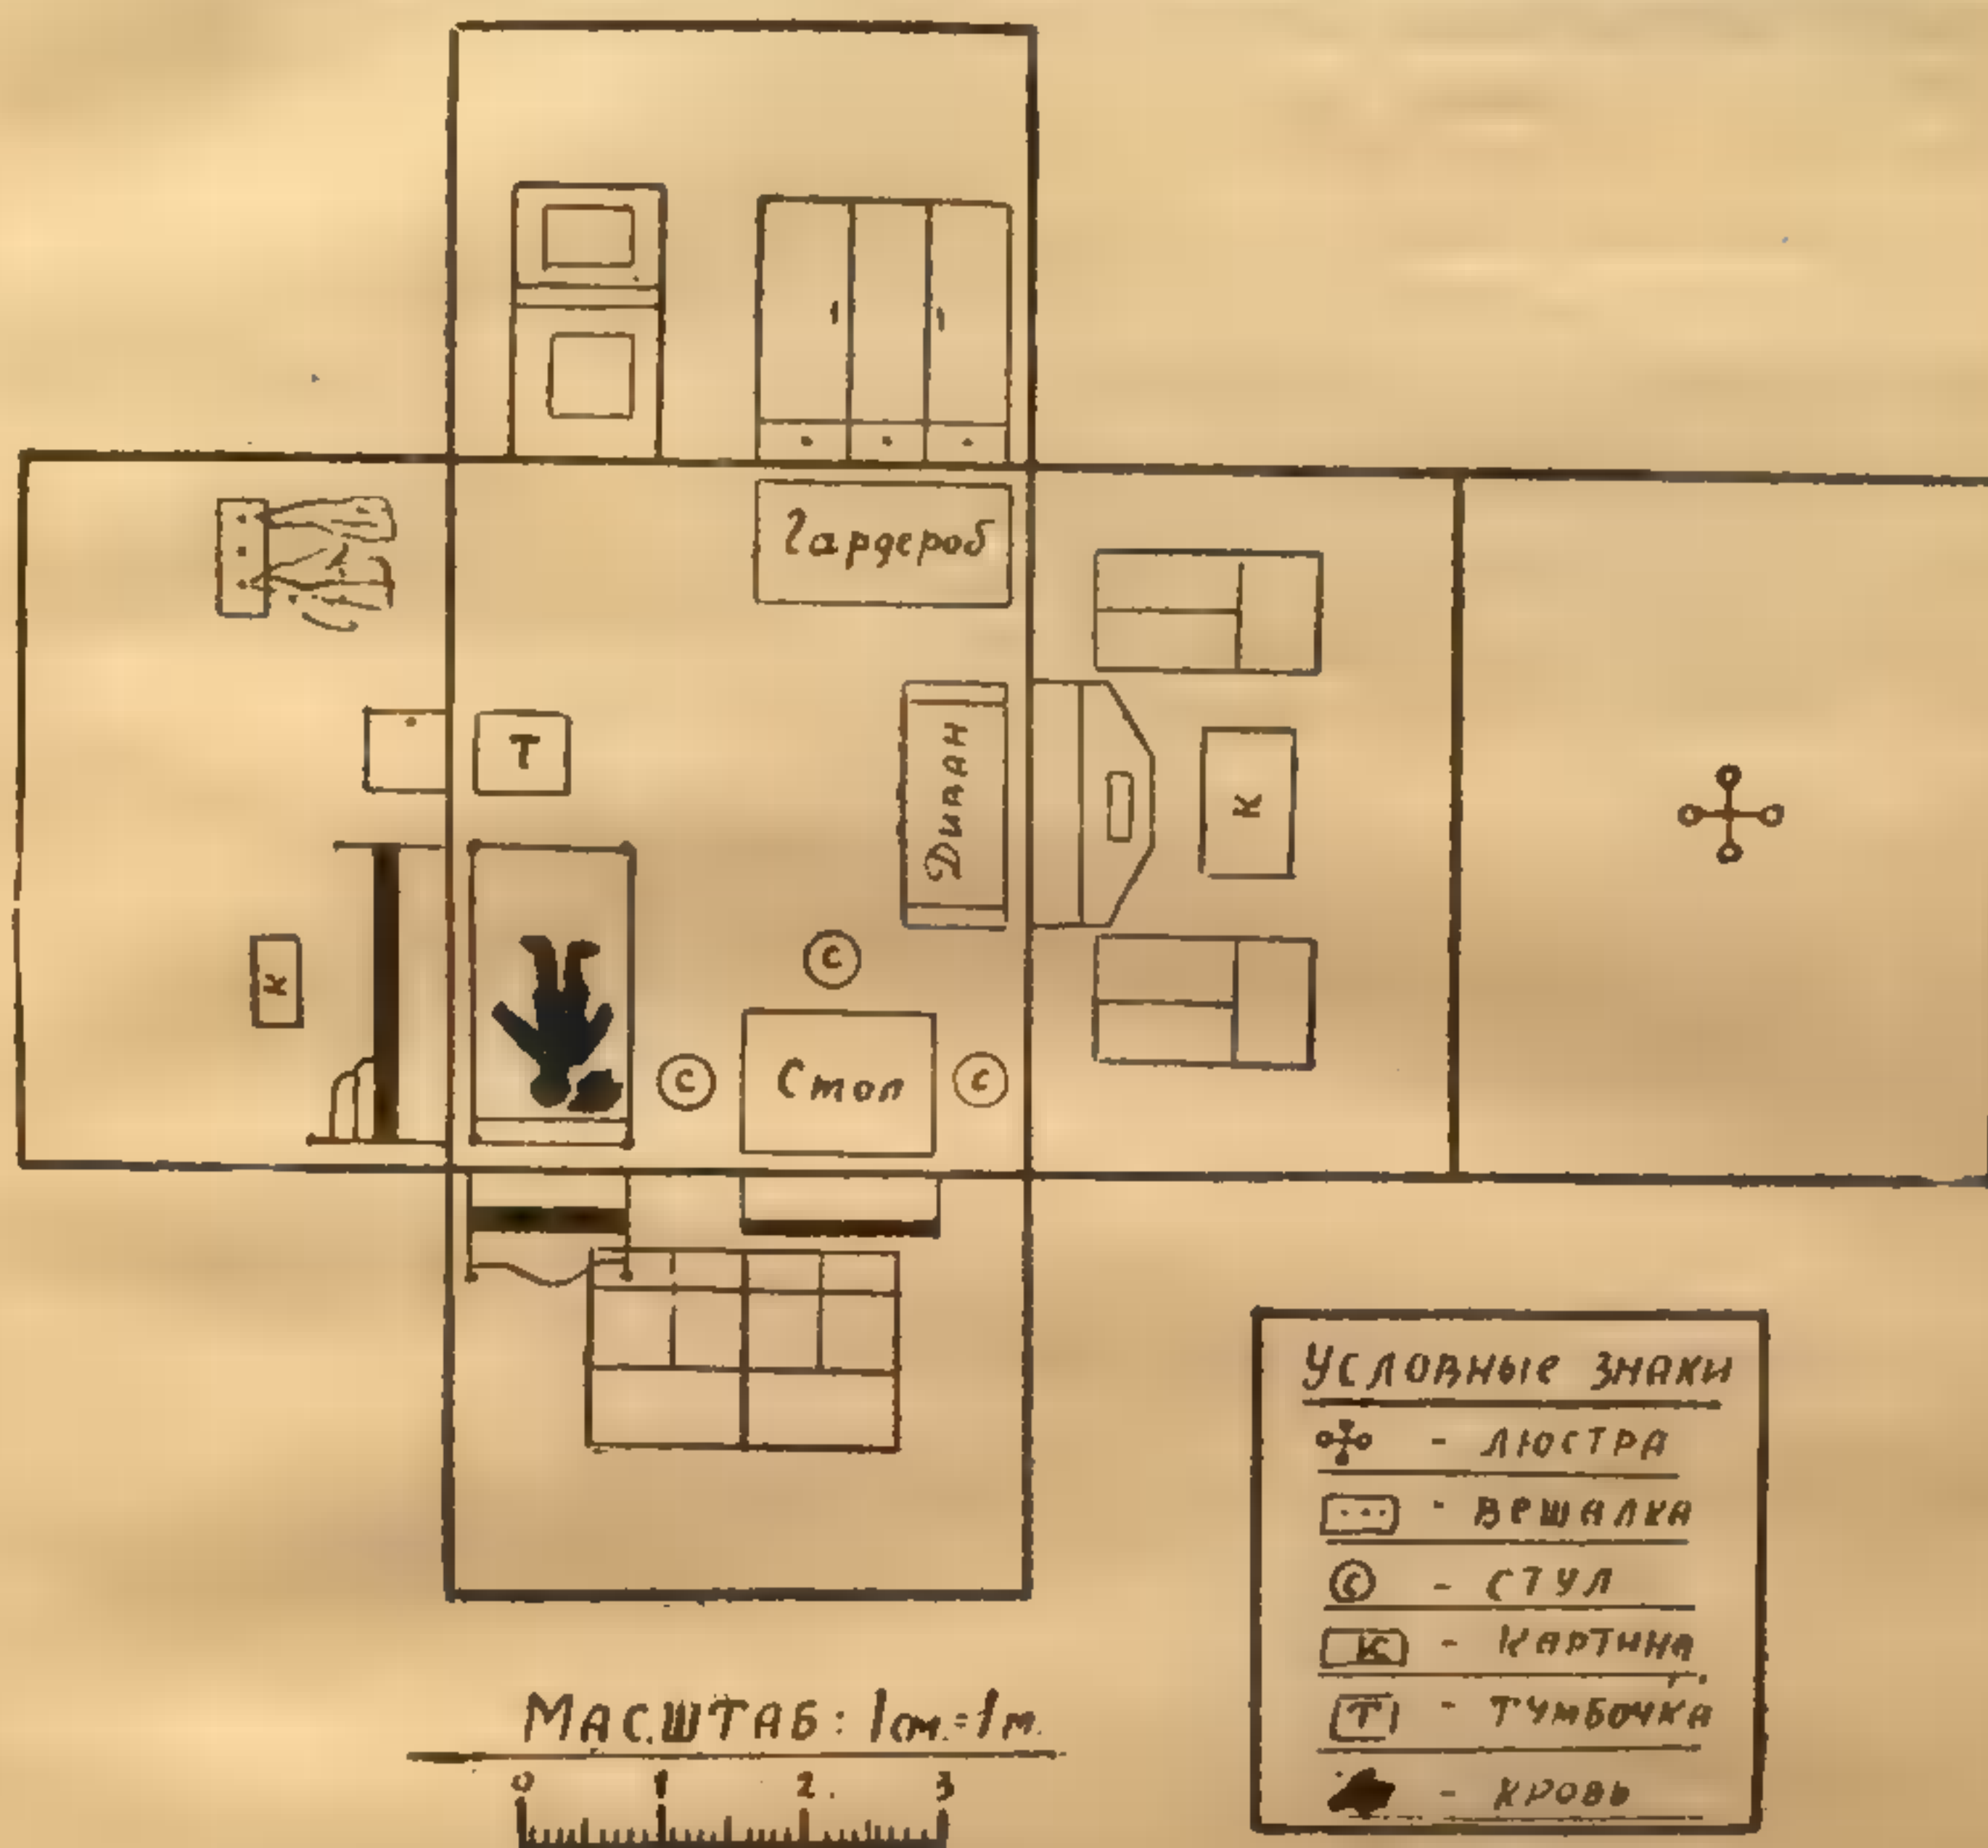 Гардероб
Т
Диван
К
К
С
С
Стол
С
Условные знаки
- люстра
- вешалка
С - стул
К - картина
Т - тумбочка
- кровь
Масштаб: 1см.=1м.
0 1 2. 3